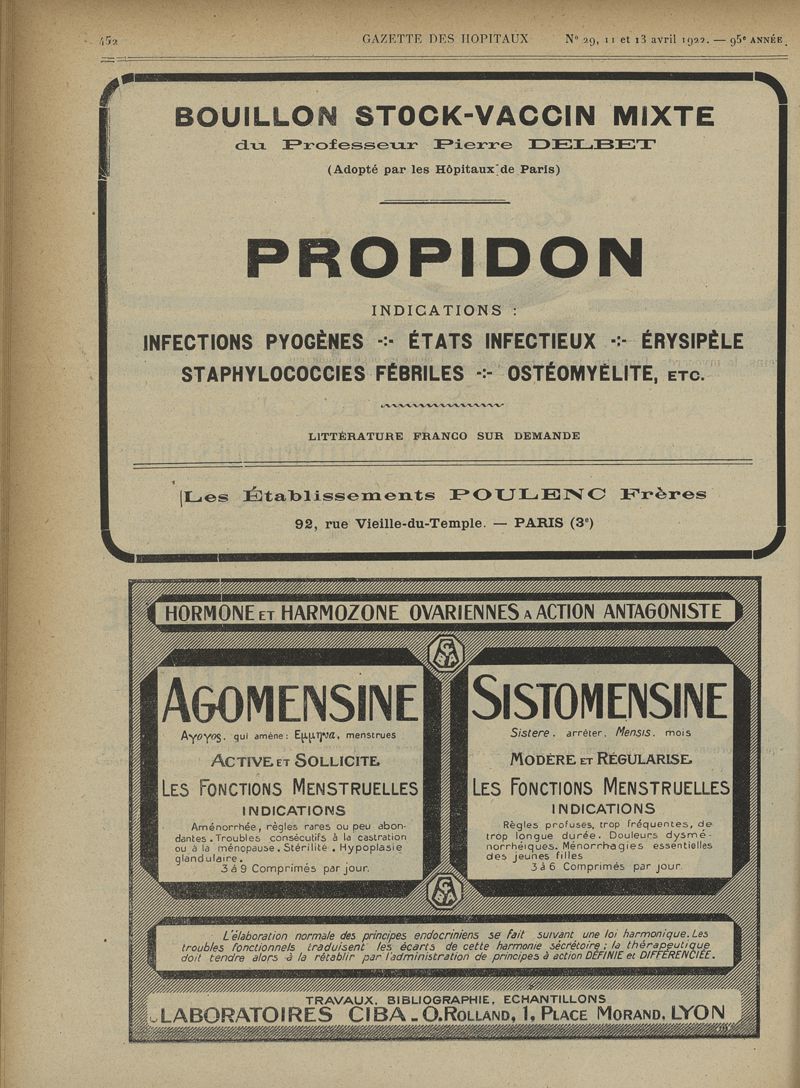 452
GAZETTE DES HOPITAUX
N° 29, 11 et 13 avril 1922. — 95e ANNÉE.
BOUILLON STOCK-VACCIN MIXTE
du Professeur Pierre DELBET
(Adopté par les Hôpitaux de Paris)
PROPIDON
INDICATIONS :
INFECTIONS PYOGÈNES -:- ÉTATS INFECTIEUX -:- ÉRYSIPÈLE
STAPHYLOCOCCIES FÉBRILES -:- OSTÉOMYÉLITE, ETC.
LITTÉRATURE FRANCO SUR DEMANDE
Les Établissements POULENC Frères
92, rue Vieille-du-Temple. — PARIS (3e)
HORMONE ET HARMOZONE OVARIENNES A ACTION ANTAGONISTE
AGOMENSINE
Αγογος, qui amène: Εμμηνα, menstrues
ACTIVE ET SOLLICITE
LES FONCTIONS MENSTRUELLES
INDICATIONS
Aménorrhée, règles rares ou peu abon-
dantes. Troubles consécutifs à la castration
ou à la ménopause. Stérilité. Hypoplasie
glandulaire.
3 à 9 Comprimés par jour.
SISTOMENSINE
Sistere, arrêter, Mensis, mois
MODÈRE ET RÉGULARISE
LES FONCTIONS MENSTRUELLES
INDICATIONS
Règles profuses, trop fréquentes, de
trop longue durée. Douleurs dysmé-
norrhéiques. Ménorrhagies essentielles
des jeunes filles
3 à 6 Comprimés par jour
L'élaboration normale des principes endocriniens se fait suivant une loi harmonique. Les
troubles fonctionnels traduisent les écarts de cette harmonie sécrétoire ; la thérapeutique
doit tendre alors à la rétablir par l'administration de principes à action DÉFINIE et DIFFÉRENCIÉE.
TRAVAUX, BIBLIOGRAPHIE, ECHANTILLONS
LABORATOIRES CIBA - O. ROLLAND, 1, PLACE MORAND, LYON